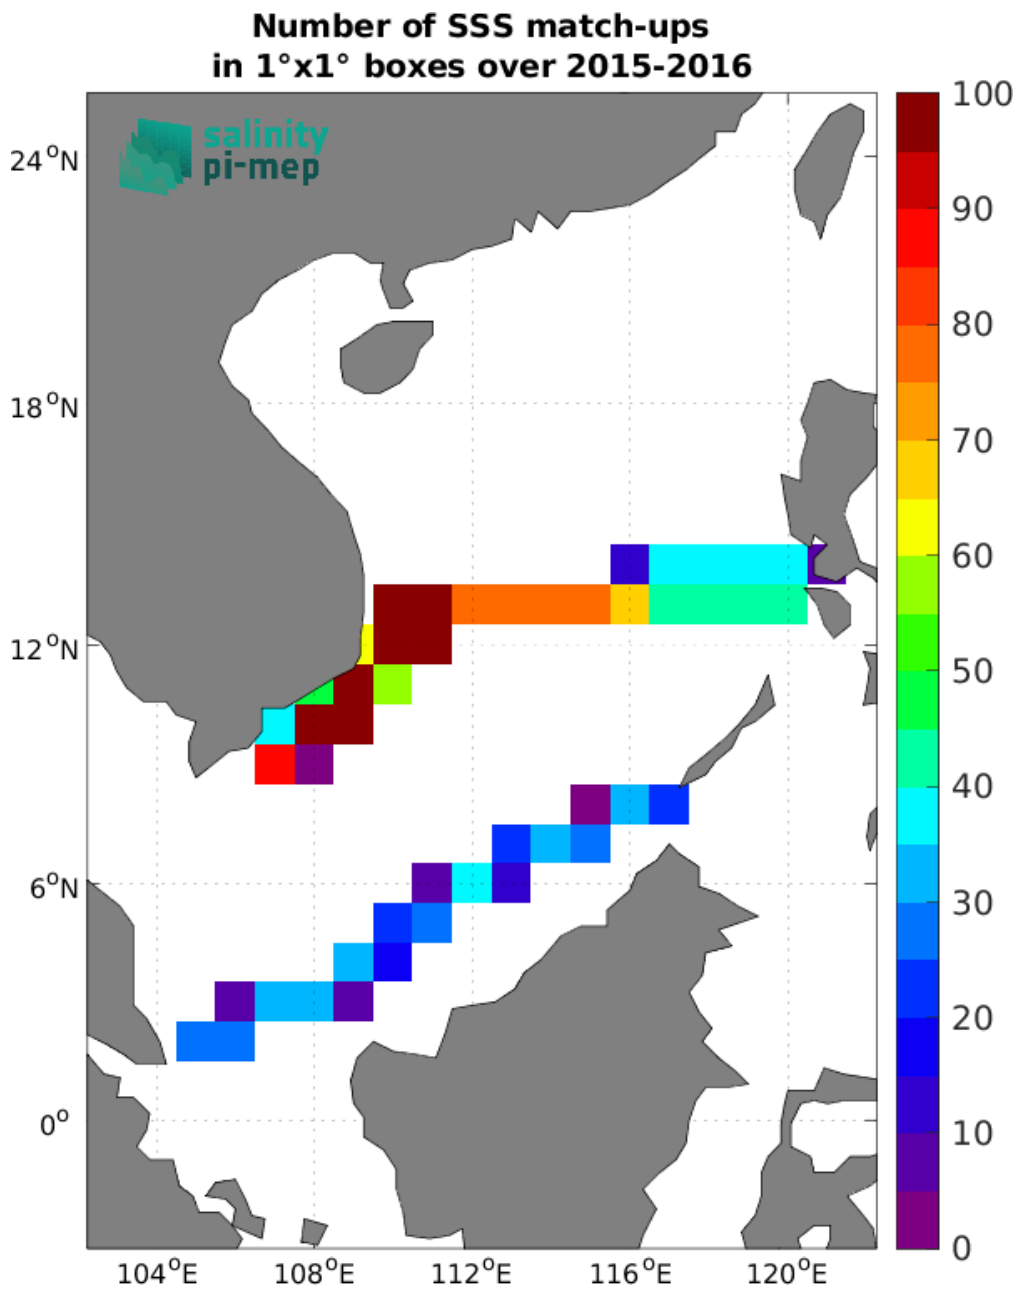 Number of SSS match-ups
in 1°x1° boxes over 2015-2016
salinity
pi-mep
24°N
18°N
12°N
6°N
0°
104°E 108°E 112°E 116°E 120°E
100
90
80
70
60
50
40
30
20
10
0